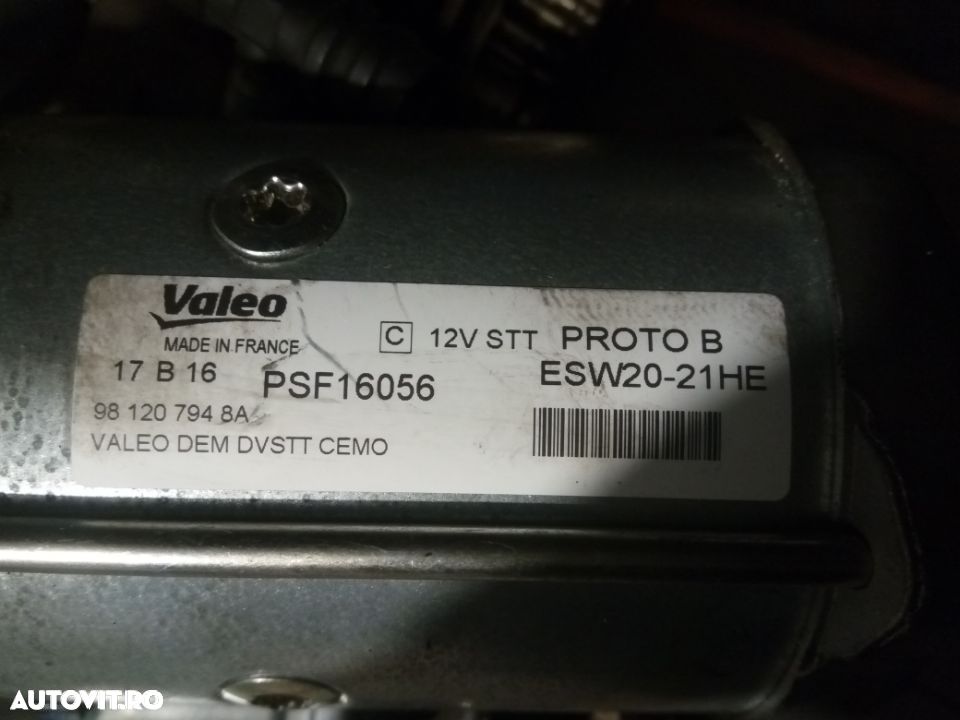 Valeo
MADE IN FRANCE
C 12V STT PROTO B
17 B 16 PSF16056 ESW20-21HE
98 120 794 8A
VALEO DEM DVSTT CEMO
AUTOVIT.RO